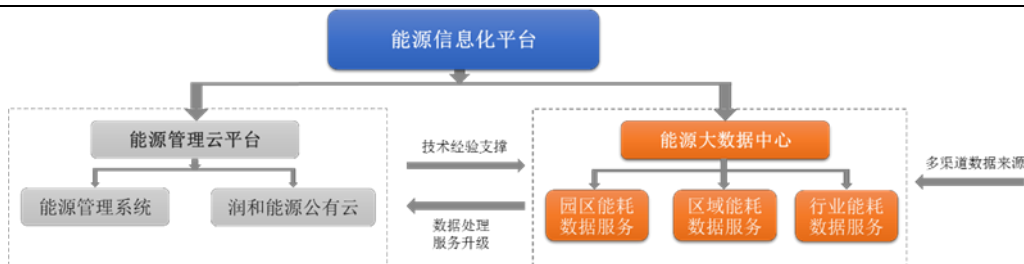 能源信息化平台
能源管理云平台
技术经验支撑
能源大数据中心
多渠道数据来源
能源管理系统
润和能源公有云
数据处理
服务升级
园区能耗
数据服务
区域能耗
数据服务
行业能耗
数据服务